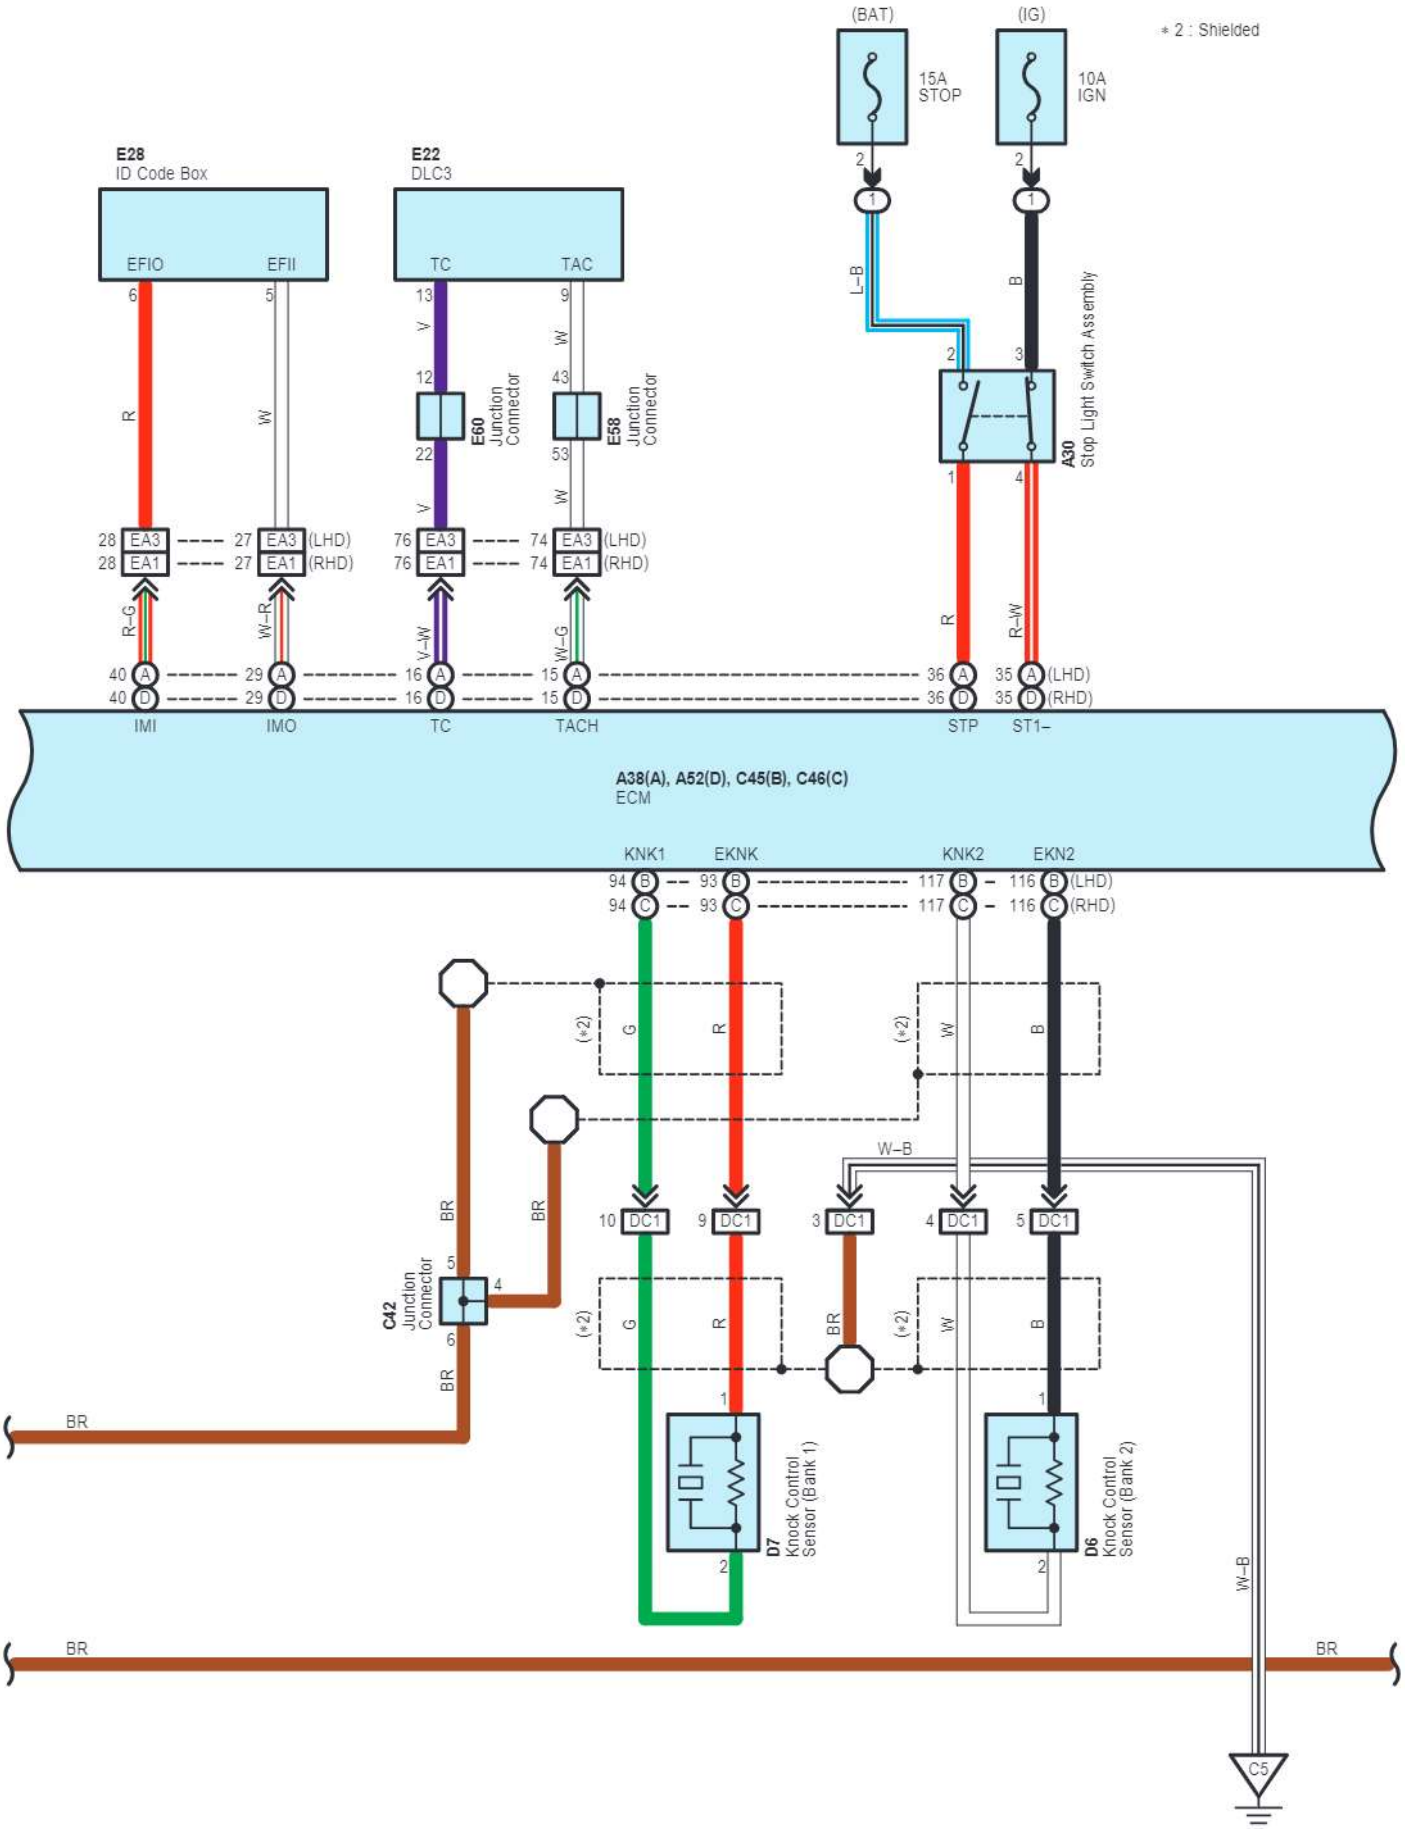 (BAT)
(IG)
* 2 : Shielded
15A
STOP
10A
IGN
2
2
1
1
E28
ID Code Box
E22
DLC3
EFIO
EFII
TC
TAC
6
5
13
9
L–B
B
V
W
2
3
12
43
R
W
E60
Junction
Connector
E58
Junction
Connector
A30
Stop Light Switch Assembly
22
53
1
4
V
W
28 EA3
27 EA3 (LHD)
76 EA3
74 EA3 (LHD)
28 EA1
27 EA1 (RHD)
76 EA1
74 EA1 (RHD)
R–G
W–R
V–W
W–G
R
R–W
40 A
29 A
16 A
15 A
36 A
35 A (LHD)
40 D
29 D
16 D
15 D
36 D
35 D (RHD)
IMI
IMO
TC
TACH
STP
ST1–
A38(A), A52(D), C45(B), C46(C)
ECM
KNK1
EKNK
KNK2
EKN2
94 B
93 B
117 B
116 B (LHD)
94 C
93 C
117 C
116 C (RHD)
(*2)
G
R
(*2)
W
B
W–B
BR
BR
10 DC1
9 DC1
3 DC1
4 DC1
5 DC1
5
4
C42
Junction
Connector
6
(*2)
G
R
BR
(*2)
W
B
BR
1
1
BR
D7
Knock Control
Sensor (Bank 1)
D6
Knock Control
Sensor (Bank 2)
2
2
W–B
BR
BR
C5